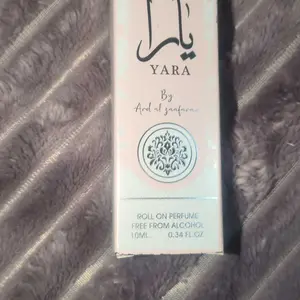 يارا
YARA
By
Ard al zaafaran
ROLL ON PERFUME
FREE FROM ALCOHOL
10ML. 0.34 FL.OZ